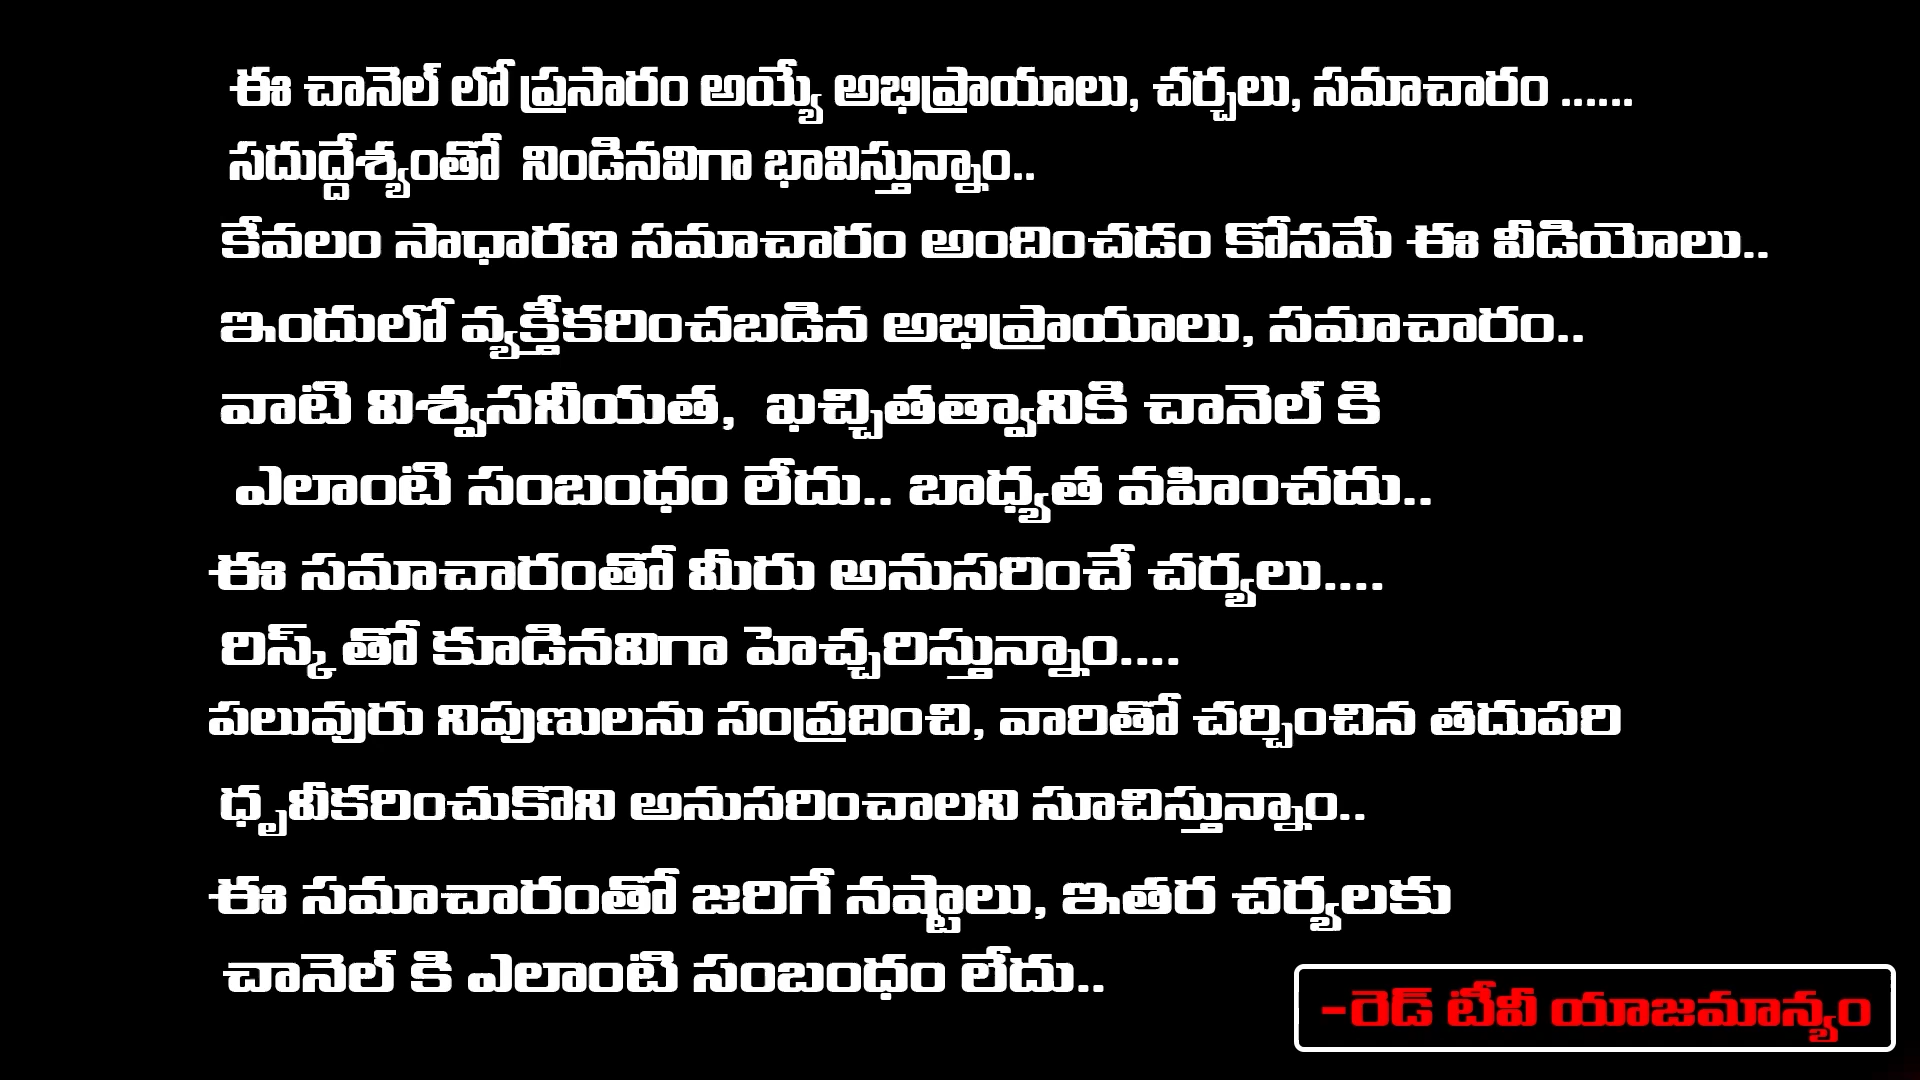 ఈ చానెల్ లో ప్రసారం అయ్యే అభిప్రాయాలు, చర్చలు, సమాచారం ......
సదుద్దేశ్యంతో నిండినవిగా భావిస్తున్నాం..
కేవలం సాధారణ సమాచారం అందించడం కోసమే ఈ వీడియోలు..
ఇందులో వ్యక్తీకరించబడిన అభిప్రాయాలు, సమాచారం..
వాటి విశ్వసనీయత, ఖచ్చితత్వానికి చానెల్ కి
ఎలాంటి సంబంధం లేదు.. బాధ్యత వహించదు..
ఈ సమాచారంతో మీరు అనుసరించే చర్యలు....
రిస్క్ తో కూడినవిగా హెచ్చరిస్తున్నాం....
పలువురు నిపుణులను సంప్రదించి, వారితో చర్చించిన తదుపరి
ధృవీకరించుకొని అనుసరించాలని సూచిస్తున్నాం..
ఈ సమాచారంతో జరిగే నష్టాలు, ఇతర చర్యలకు
చానెల్ కి ఎలాంటి సంబంధం లేదు..
-రెడ్ టీవీ యాజమాన్యం